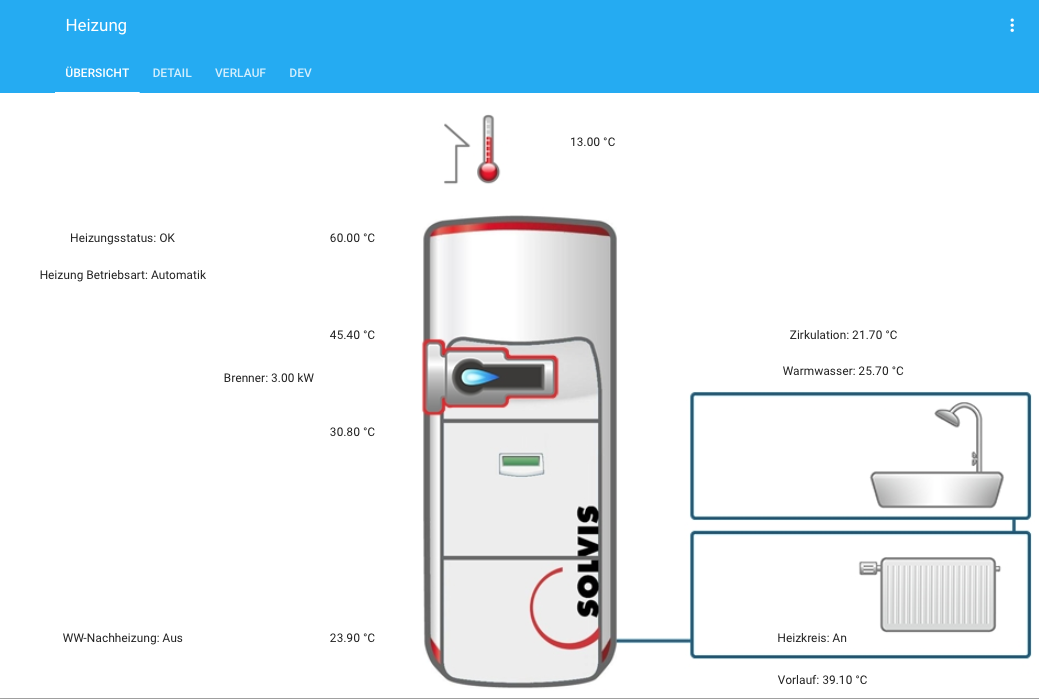 Heizung
ÜBERSICHT DETAIL VERLAUF DEV
13.00 °C
Heizungsstatus: OK 60.00 °C
Heizung Betriebsart: Automatik
45.40 °C Zirkulation: 21.70 °C
Warmwasser: 25.70 °C
Brenner: 3.00 kW
30.80 °C
SOLVIS
WW-Nachheizung: Aus 23.90 °C Heizkreis: An
Vorlauf: 39.10 °C